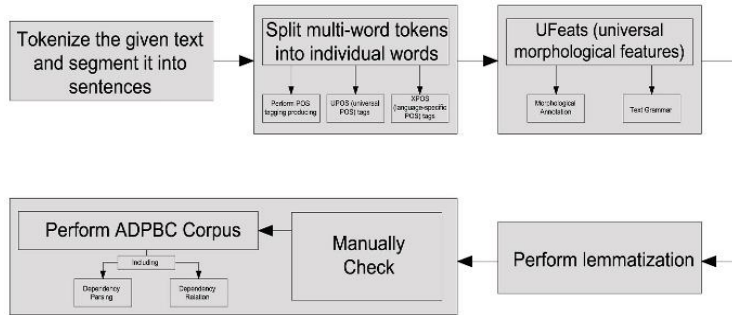 Tokenize the given text
and segment it into
sentences
Split multi-word tokens
into individual words
Perform POS
tagging producing
UPOS (universal
POS) tags
XPOS
(language-specific
POS) tags
UFeats (universal
morphological features)
Morphological
Annotation
Text Grammar
Perform lemmatization
Manually
Check
Perform ADPBC Corpus
Including
Dependency
Parsing
Dependency
Relation